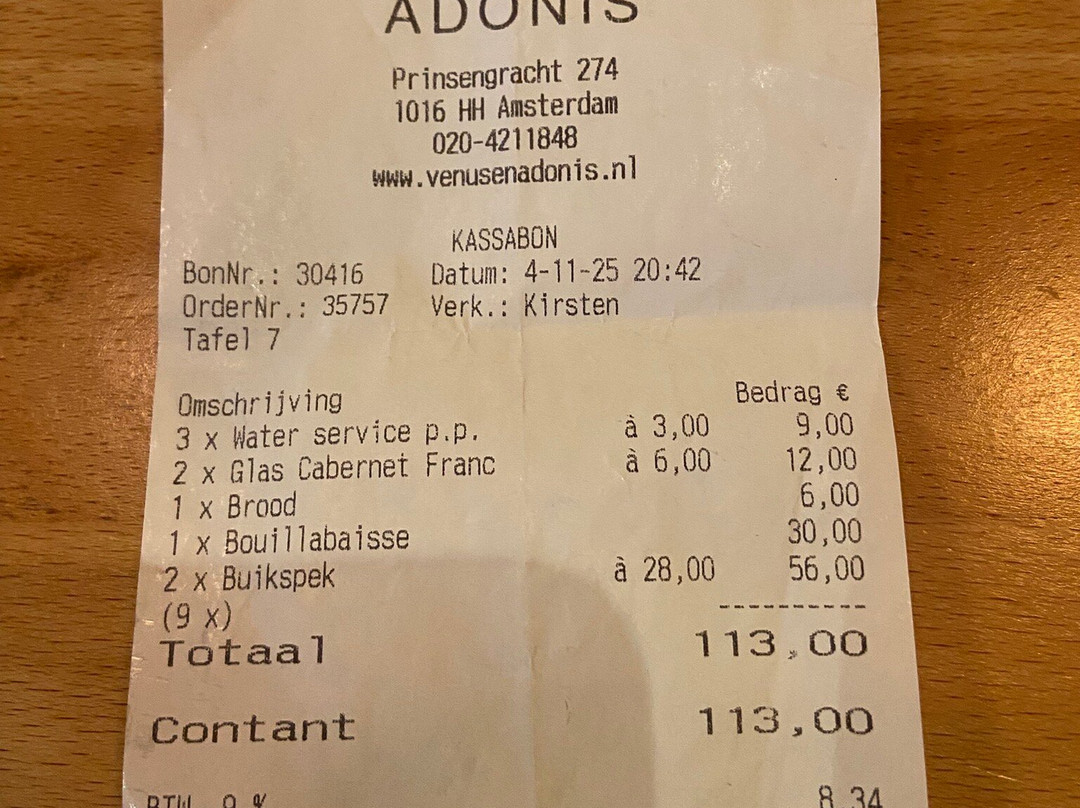 ADONIS
Prinsengracht 274
1016 HH Amsterdam
020-4211848
www.venusenadonis.nl
KASSABON
BonNr.: 30416 Datum: 4-11-25 20:42
OrderNr.: 35757 Verk.: Kirsten
Tafel 7
Omschrijving Bedrag €
3 x Water service p.p. à 3,00 9,00
2 x Glas Cabernet Franc à 6,00 12,00
1 x Brood 6,00
1 x Bouillabaisse 30,00
2 x Buikspek à 28,00 56,00
(9 x)
----------
Totaal 113,00
Contant 113,00
BTW 9 % 8,34